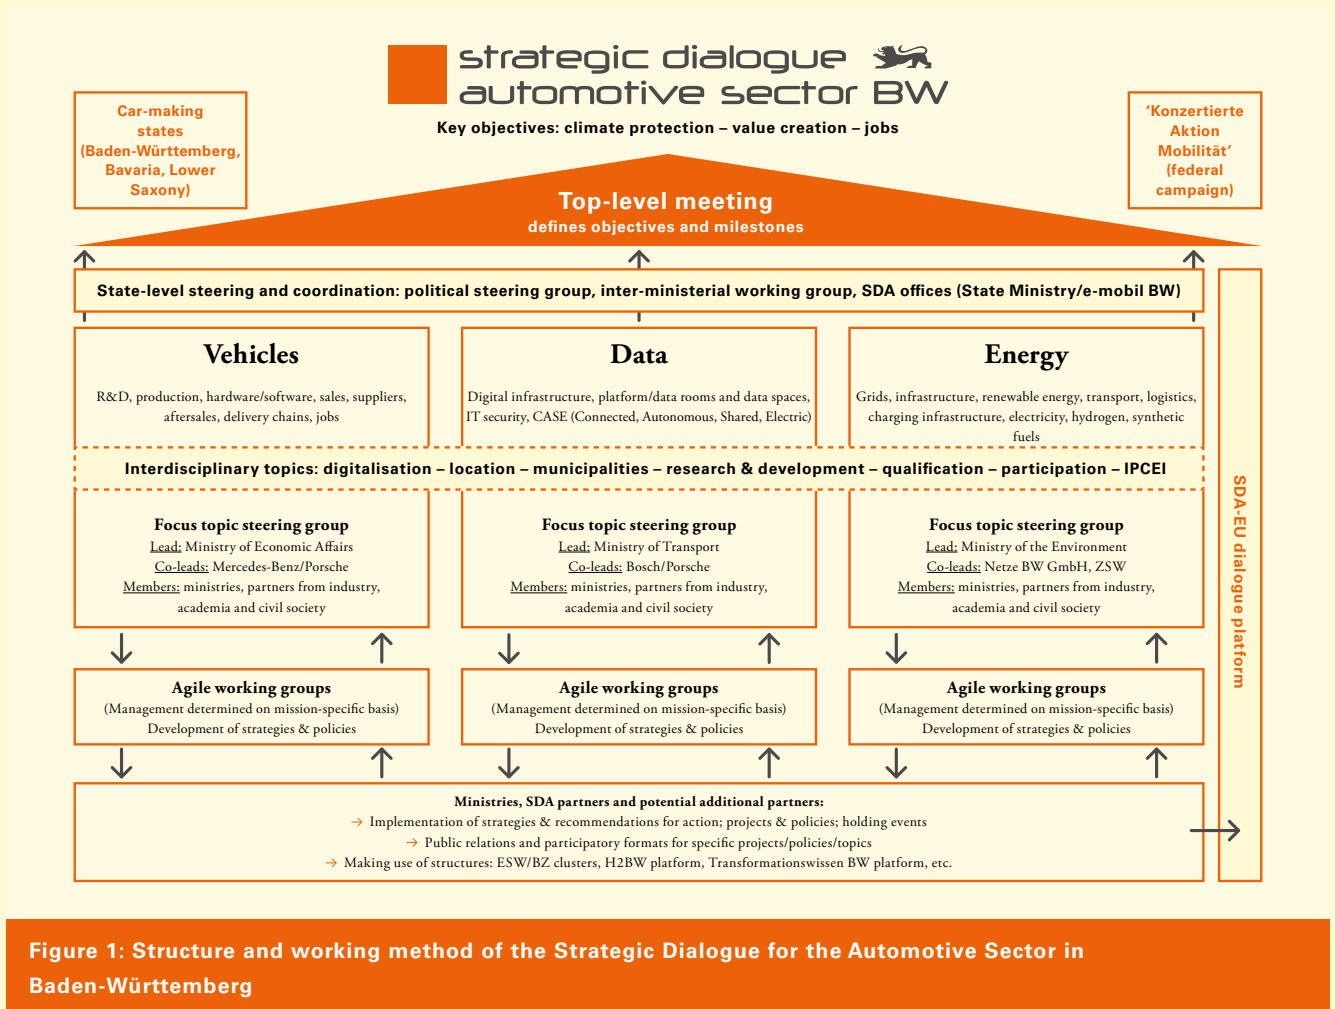 strategic dialogue
automotive sector BW
Key objectives: climate protection – value creation – jobs
Car-making
states
(Baden-Württemberg,
Bavaria, Lower
Saxony)
‘Konzertierte
Aktion
Mobilität’
(federal
campaign)
Top-level meeting
defines objectives and milestones
State-level steering and coordination: political steering group, inter-ministerial working group, SDA offices (State Ministry/e-mobil BW)
Vehicles
R&D, production, hardware/software, sales, suppliers,
aftersales, delivery chains, jobs
Data
Digital infrastructure, platform/data rooms and data spaces,
IT security, CASE (Connected, Autonomous, Shared, Electric)
Energy
Grids, infrastructure, renewable energy, transport, logistics,
charging infrastructure, electricity, hydrogen, synthetic
fuels
Interdisciplinary topics: digitalisation – location – municipalities – research & development – qualification – participation – IPCEI
Focus topic steering group
Lead: Ministry of Economic Affairs
Co-leads: Mercedes-Benz/Porsche
Members: ministries, partners from industry,
academia and civil society
Focus topic steering group
Lead: Ministry of Transport
Co-leads: Bosch/Porsche
Members: ministries, partners from industry,
academia and civil society
Focus topic steering group
Lead: Ministry of the Environment
Co-leads: Netze BW GmbH, ZSW
Members: ministries, partners from industry,
academia and civil society
Agile working groups
(Management determined on mission-specific basis)
Development of strategies & policies
Agile working groups
(Management determined on mission-specific basis)
Development of strategies & policies
Agile working groups
(Management determined on mission-specific basis)
Development of strategies & policies
Ministries, SDA partners and potential additional partners:
→ Implementation of strategies & recommendations for action; projects & policies; holding events
→ Public relations and participatory formats for specific projects/policies/topics
→ Making use of structures: ESW/BZ clusters, H2BW platform, Transformationswissen BW platform, etc.
SDA-EU dialogue platform
Figure 1: Structure and working method of the Strategic Dialogue for the Automotive Sector in
Baden-Württemberg